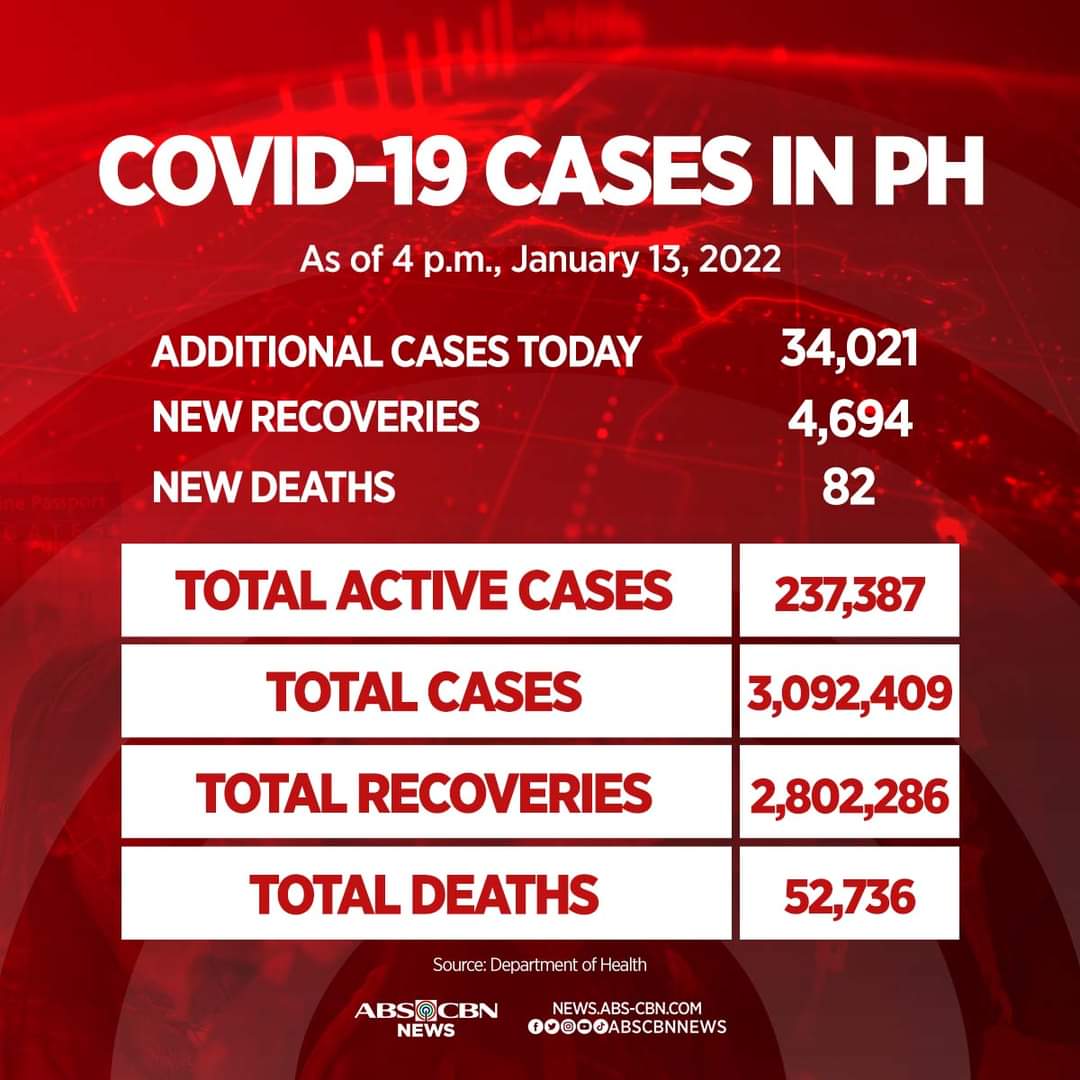 COVID-19 CASES IN PH
As of 4 p.m., January 13, 2022
ADDITIONAL CASES TODAY 34,021
NEW RECOVERIES 4,694
NEW DEATHS 82
TOTAL ACTIVE CASES 237,387
TOTAL CASES 3,092,409
TOTAL RECOVERIES 2,802,286
TOTAL DEATHS 52,736
Source: Department of Health
ABS CBN NEWS.ABS-CBN.COM
NEWS ABSCBNNEWS